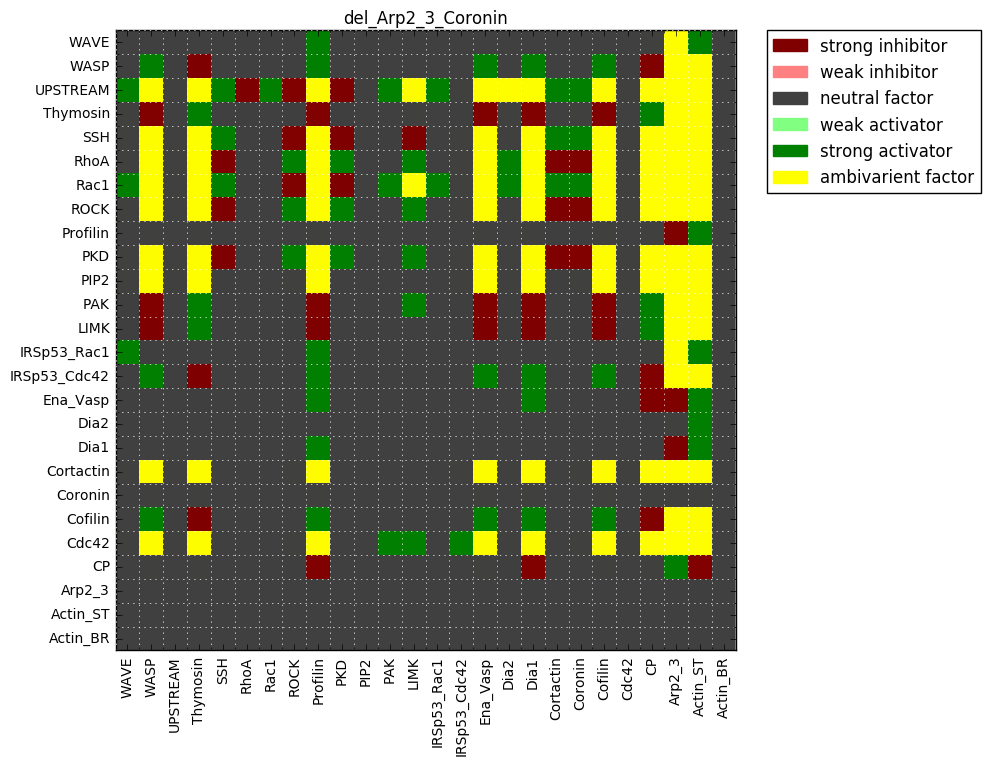 del_Arp2_3_Coronin
WAVE
WASP
UPSTREAM
Thymosin
SSH
RhoA
Rac1
ROCK
Profilin
PKD
PIP2
PAK
LIMK
IRSp53_Rac1
IRSp53_Cdc42
Ena_Vasp
Dia2
Dia1
Cortactin
Coronin
Cofilin
Cdc42
CP
Arp2_3
Actin_ST
Actin_BR
WAVE
WASP
UPSTREAM
Thymosin
SSH
RhoA
Rac1
ROCK
Profilin
PKD
PIP2
PAK
LIMK
IRSp53_Rac1
IRSp53_Cdc42
Ena_Vasp
Dia2
Dia1
Cortactin
Coronin
Cofilin
Cdc42
CP
Arp2_3
Actin_ST
Actin_BR
strong inhibitor
weak inhibitor
neutral factor
weak activator
strong activator
ambivarient factor